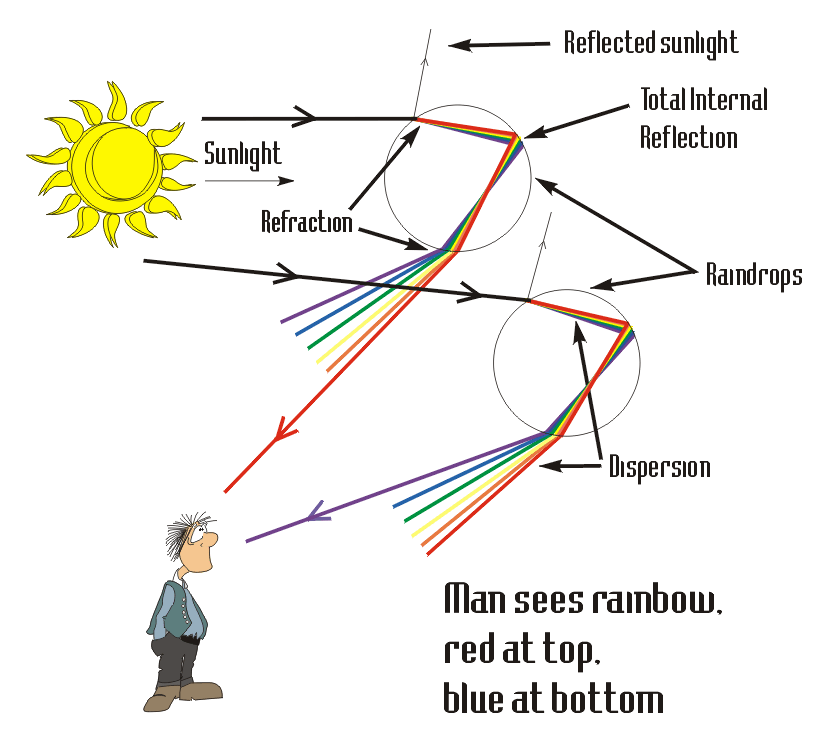 Reflected sunlight
Total Internal
Reflection
Sunlight
Refraction
Raindrops
Dispersion
Man sees rainbow,
red at top,
blue at bottom